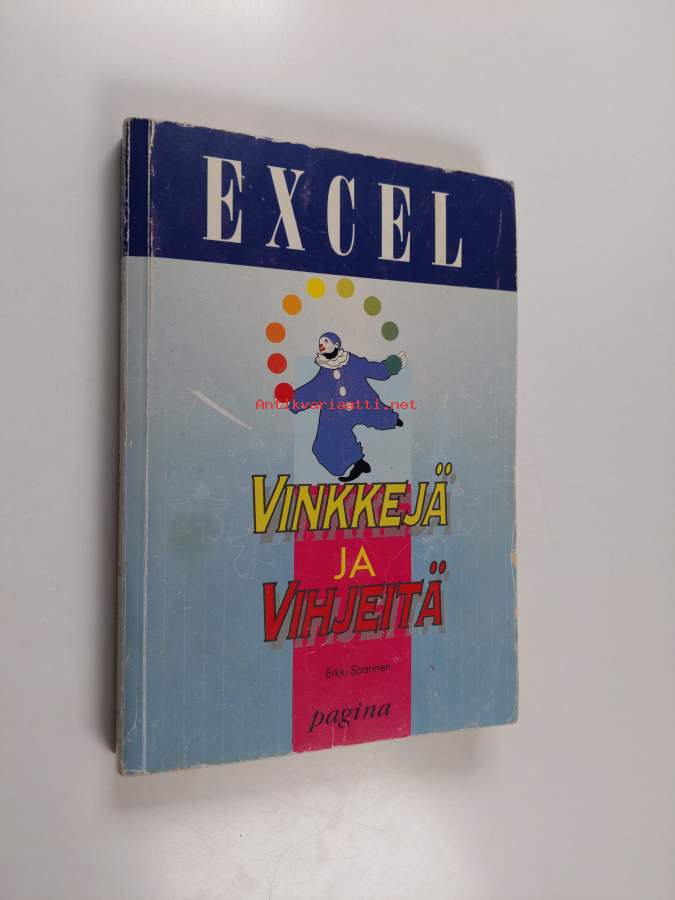 EXCEL
Antikvariaatti.net
VINKKEJÄ
JA
VIHJEITÄ
Erkki Saarinen
pagina